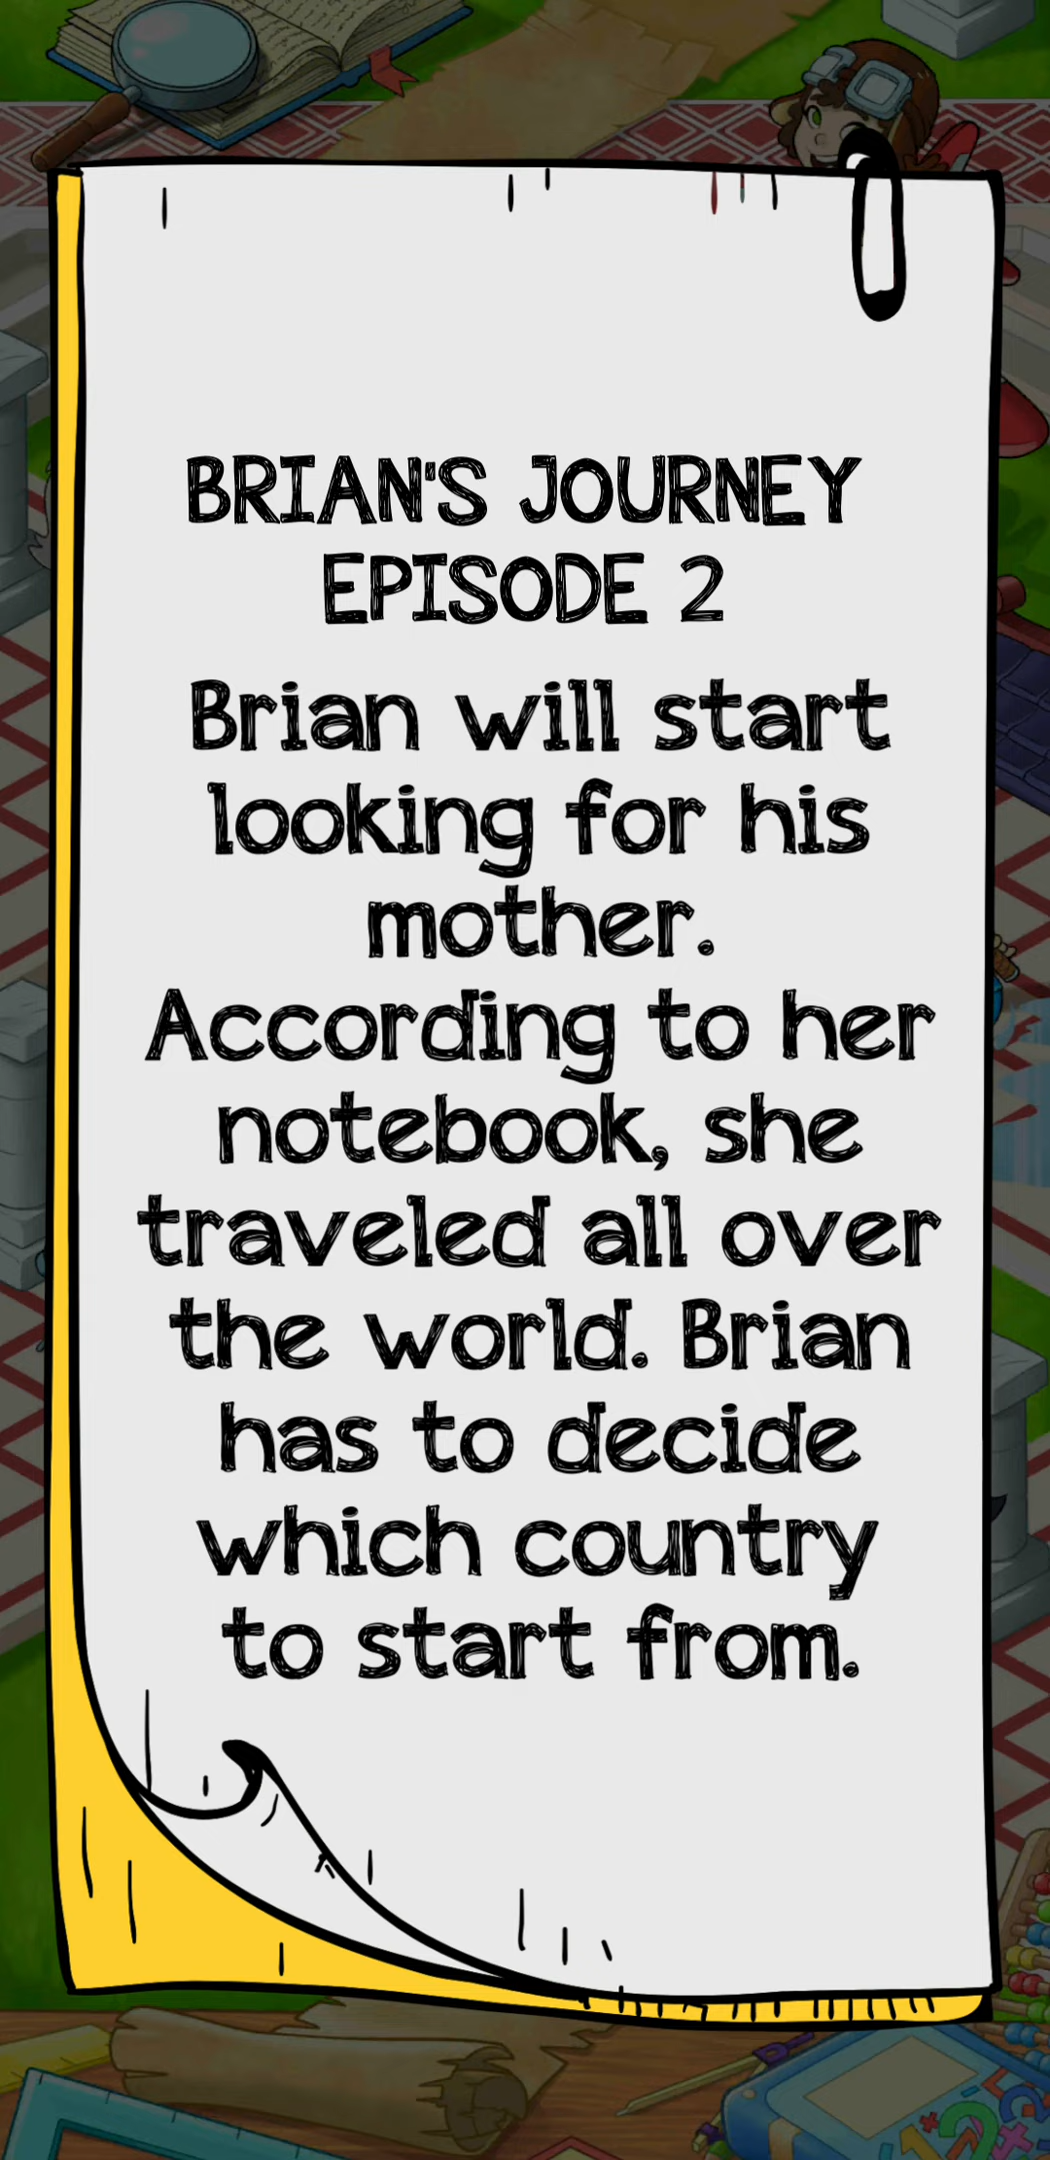 BRIAN'S JOURNEY
EPISODE 2
Brian will start
looking for his
mother.
According to her
notebook, she
traveled all over
the world. Brian
has to decide
which country
to start from.